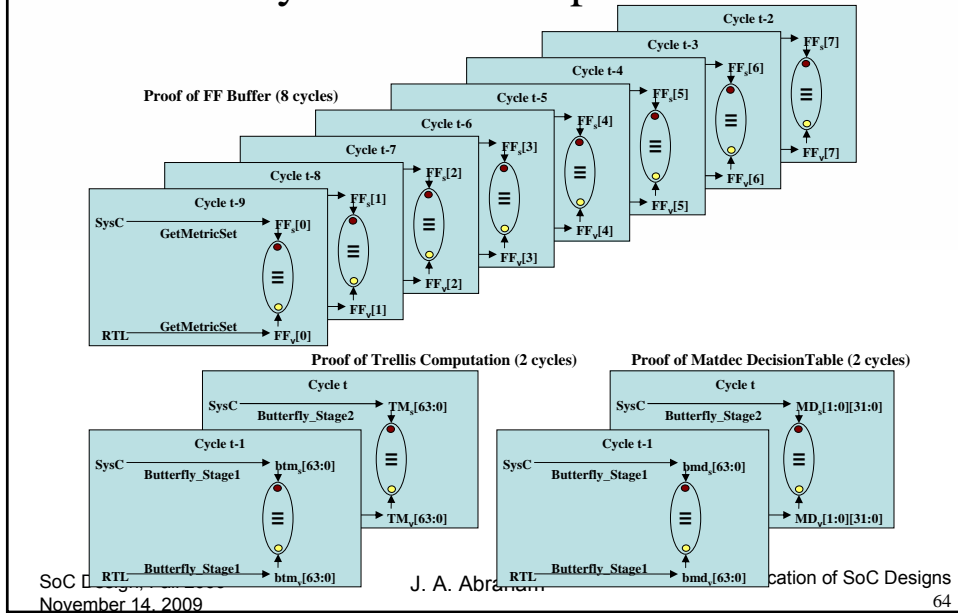 Cycle t-2
FFs[7]
FFv[7]
Cycle t-3
FFs[6]
FFv[6]
Cycle t-4
FFs[5]
FFv[5]
Proof of FF Buffer (8 cycles)
Cycle t-5
FFs[4]
FFv[4]
Cycle t-6
FFs[3]
FFv[3]
Cycle t-7
FFs[2]
FFv[2]
Cycle t-8
FFs[1]
FFv[1]
Cycle t-9
SysC
GetMetricSet
FFs[0]
≡
RTL
GetMetricSet
FFv[0]
Proof of Trellis Computation (2 cycles)
Cycle t
SysC
Butterfly_Stage2
TMs[63:0]
TMv[63:0]
Cycle t-1
SysC
Butterfly_Stage1
btms[63:0]
RTL
Butterfly_Stage1
btmv[63:0]
Proof of Matdec DecisionTable (2 cycles)
Cycle t
SysC
Butterfly_Stage2
MDs[1:0][31:0]
MDv[1:0][31:0]
Cycle t-1
SysC
Butterfly_Stage1
bmds[63:0]
RTL
Butterfly_Stage1
bmdv[63:0]
SoC
J. A. Abraham
cation of SoC Designs
November 14, 2009
64